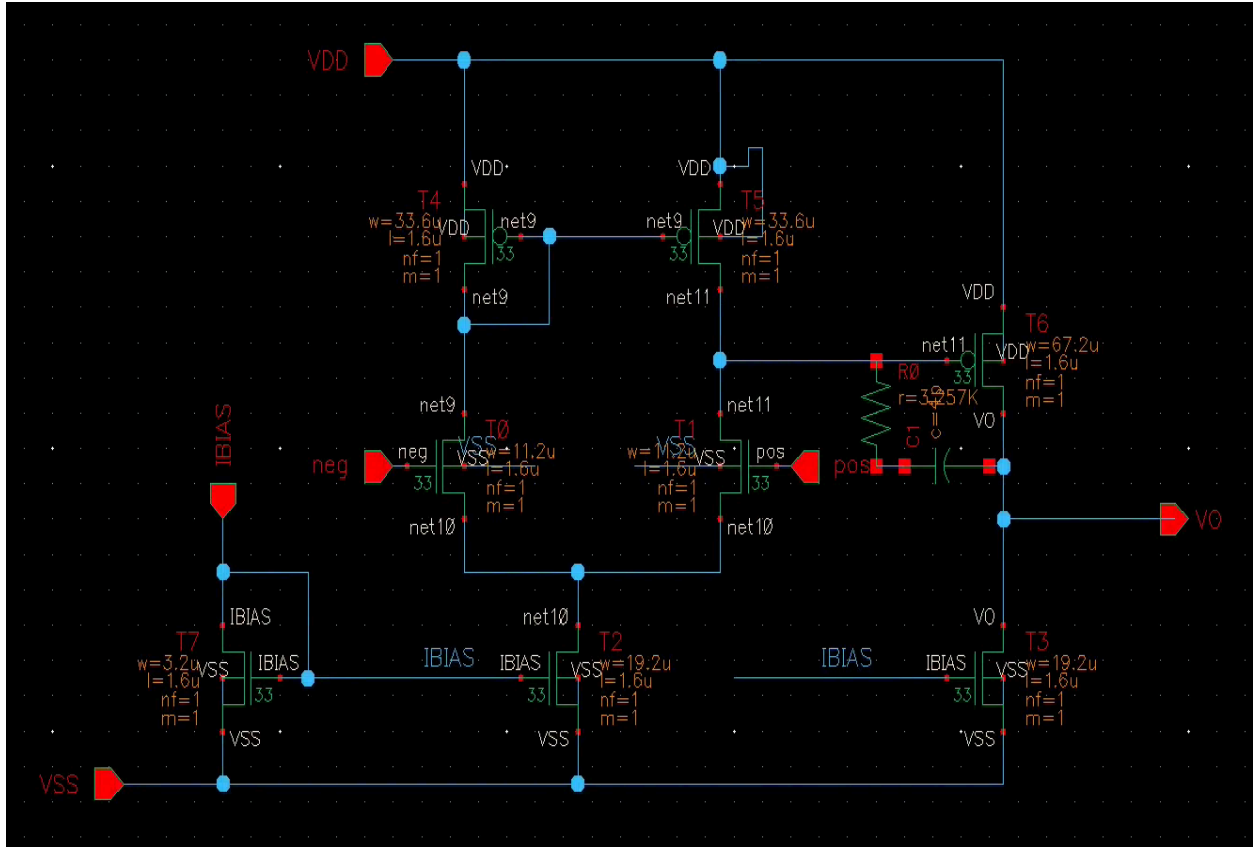 VDD
VDD
T4
w=33.6u
l=1.6u
nf=1
m=1
VDD
net9
33
net9
VDD
T5
w=33.6u
l=1.6u
nf=1
m=1
net9
VDD
33
net11
VDD
T6
w=67.2u
l=1.6u
nf=1
m=1
net11
VDD
33
VO
R0
r=3.257K
C1
IBIAS
net9
T0
neg
neg
VSS
VSS
w=11.2u
l=1.6u
nf=1
m=1
33
net10
net11
T1
VSS
VSS
w=11.2u
l=1.6u
nf=1
m=1
pos
pos
33
net10
VO
IBIAS
T7
w=3.2u
l=1.6u
nf=1
m=1
VSS
IBIAS
33
VSS
IBIAS
net10
T2
IBIAS
VSS
w=19.2u
l=1.6u
nf=1
m=1
33
VSS
IBIAS
VO
T3
IBIAS
VSS
w=19.2u
l=1.6u
nf=1
m=1
33
VSS
VSS